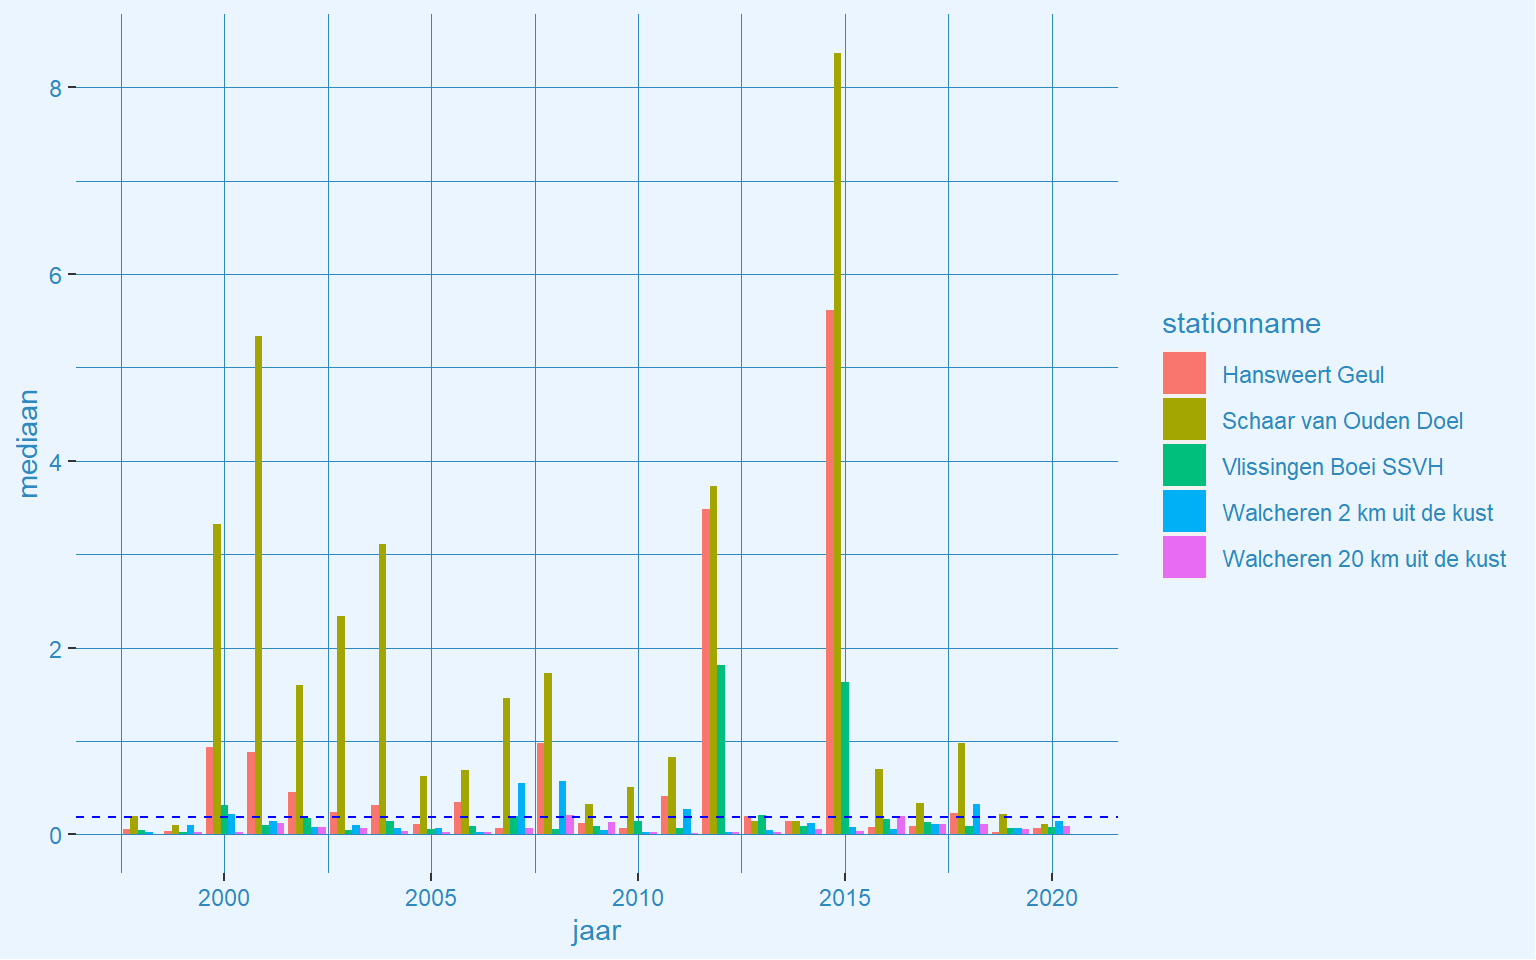 8
6
4
2
0
mediaan
2000
2005
2010
2015
2020
jaar
stationname
Hansweert Geul
Schaar van Ouden Doel
Vlissingen Boei SSVH
Walcheren 2 km uit de kust
Walcheren 20 km uit de kust